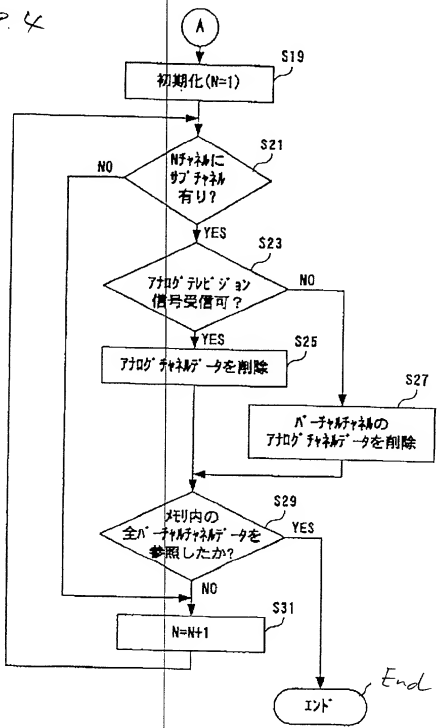 P. 4
A
S19
初期化(N=1)
S21
Nチャネルに
サブチャネル
有り?
NO
YES
S23
アナログテレビジョン
信号受信可?
NO
YES
S25
アナログチャネルデータを削除
S27
バーチャルチャネルの
アナログチャネルデータを削除
S29
メモリ内の
全バーチャルチャネルデータを
参照したか?
YES
NO
S31
N=N+1
エンド
End